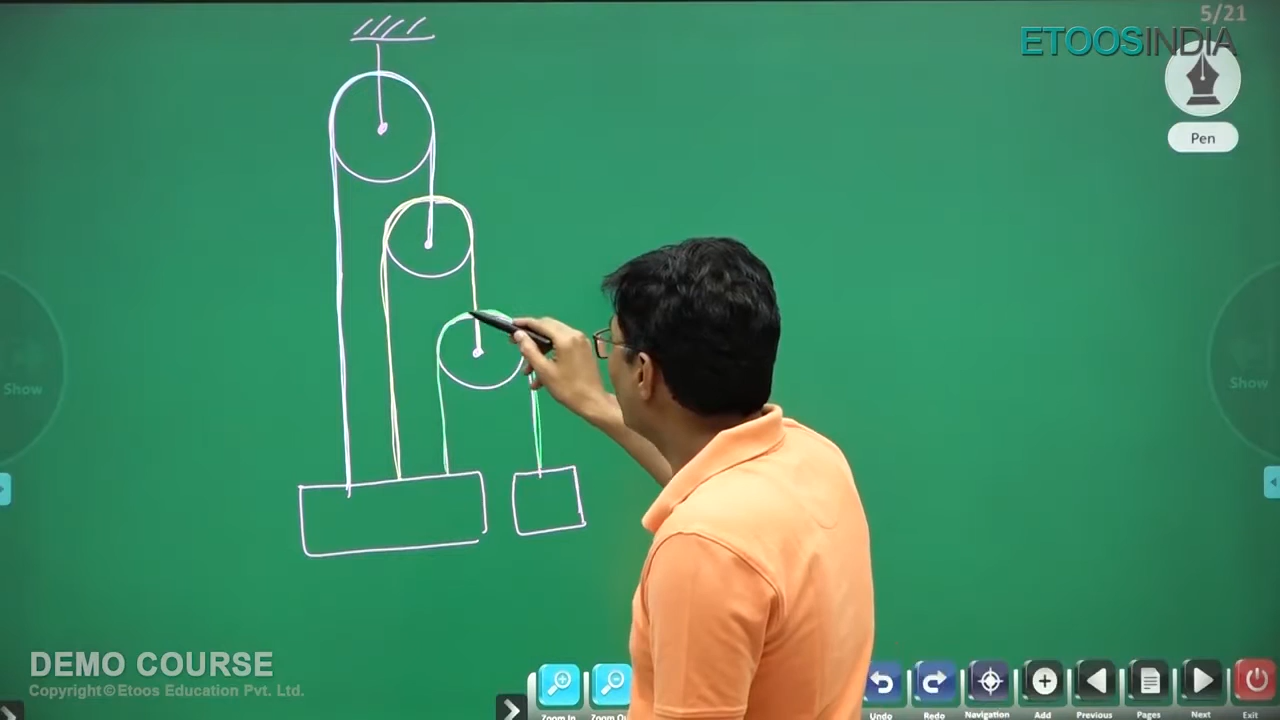 5/21
ETOOSINDIA
Pen
Show
Show
DEMO COURSE
Copyright © Etoos Education Pvt. Ltd.
Zoom In
Undo
Redo
Navigation
Add
Previous
Pages
Next
Exit